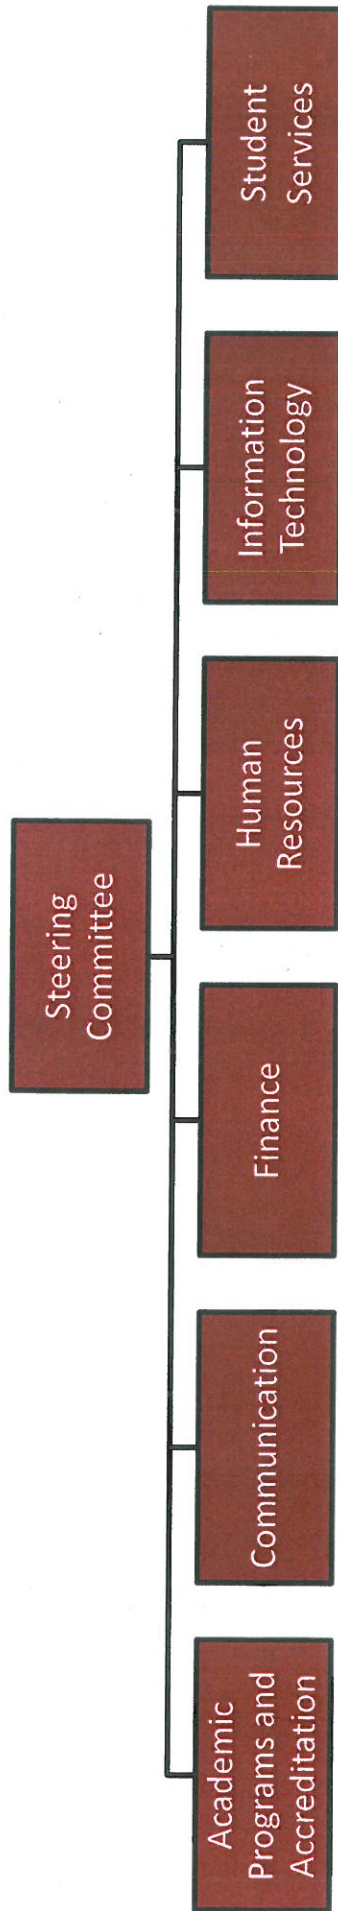 Steering
Committee
Academic
Programs and
Accreditation
Communication
Finance
Human
Resources
Information
Technology
Student
Services